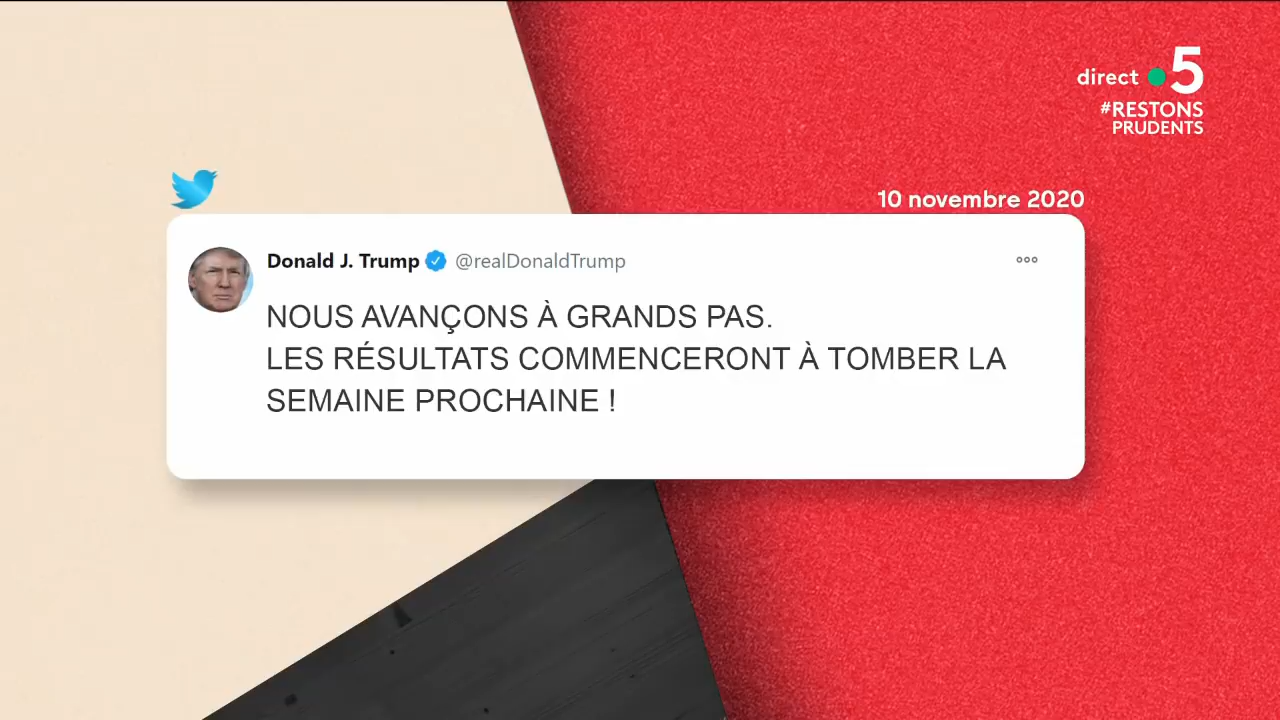 direct 5
#RESTONS
PRUDENTS
10 novembre 2020
Donald J. Trump @realDonaldTrump
NOUS AVANÇONS À GRANDS PAS.
LES RÉSULTATS COMMENCERONT À TOMBER LA
SEMAINE PROCHAINE !